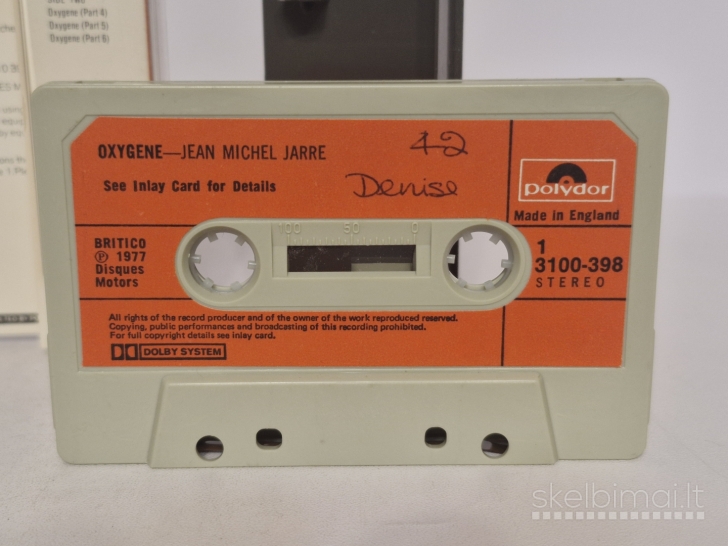 SIDE TWO
Oxygene (Part 4)
Oxygene (Part 5)
Oxygene (Part 6)
OXYGENE—JEAN MICHEL JARRE
42
See Inlay Card for Details
Denise
polydor
Made in England
BRITICO
Ⓟ 1977
Disques
Motors
100 50 0
1
3100-398
STEREO
All rights of the record producer and of the owner of the work reproduced reserved.
Copying, public performances and broadcasting of this recording prohibited.
For full copyright details see inlay card.
DOLBY SYSTEM
skelbimai.lt